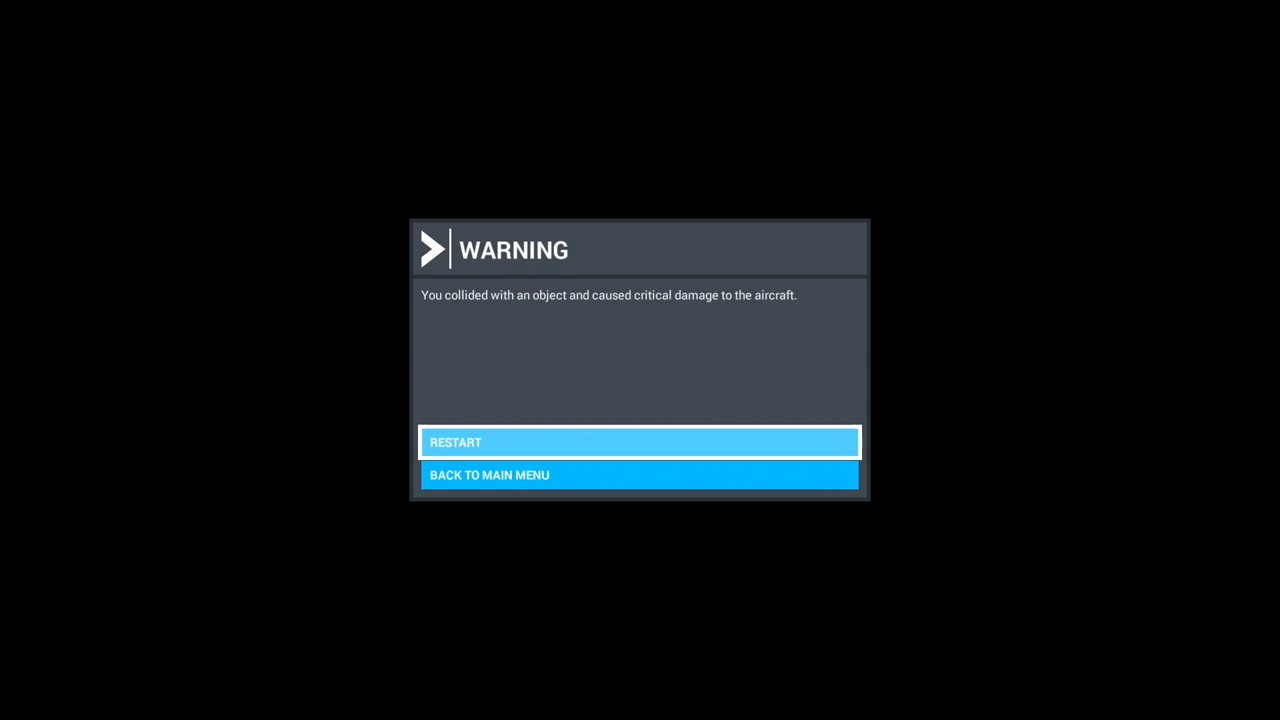 WARNING
You collided with an object and caused critical damage to the aircraft.
RESTART
BACK TO MAIN MENU